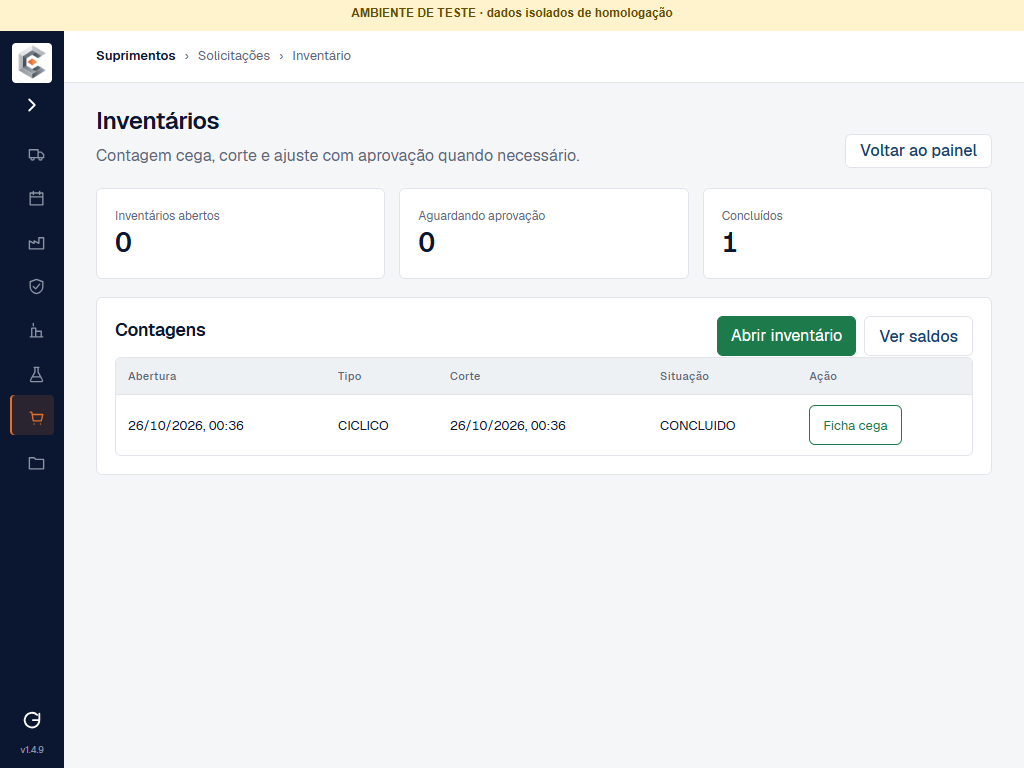 AMBIENTE DE TESTE · dados isolados de homologação
Suprimentos › Solicitações › Inventário
Inventários
Contagem cega, corte e ajuste com aprovação quando necessário.
Voltar ao painel
Inventários abertos
0
Aguardando aprovação
0
Concluídos
1
Contagens
Abrir inventário
Ver saldos
Abertura Tipo Corte Situação Ação
26/10/2026, 00:36 CICLICO 26/10/2026, 00:36 CONCLUIDO Ficha cega
v1.4.9